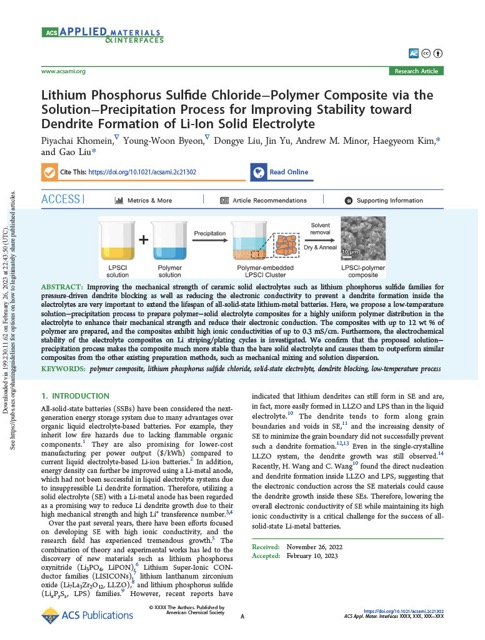 ACS APPLIED MATERIALS
& INTERFACES
www.acsami.org
Research Article
Lithium Phosphorus Sulfide Chloride−Polymer Composite via the
Solution−Precipitation Process for Improving Stability toward
Dendrite Formation of Li-Ion Solid Electrolyte
Piyachai Khomein,∇ Young-Woon Byeon,∇ Dongye Liu, Jin Yu, Andrew M. Minor, Haegyeom Kim,*
and Gao Liu*
Cite This: https://doi.org/10.1021/acsami.2c21302
Read Online
ACCESS
Metrics & More
Article Recommendations
Supporting Information
Precipitation
Solvent
removal
Dry & Anneal
LPSCl
solution
Polymer
solution
Polymer-embedded
LPSCl Cluster
LPSCl-polymer
composite
ABSTRACT: Improving the mechanical strength of ceramic solid electrolytes such as lithium phosphorus sulfide families for
pressure-driven dendrite blocking as well as reducing the electronic conductivity to prevent a dendrite formation inside the
electrolytes are very important to extend the lifespan of all-solid-state lithium-metal batteries. Here, we propose a low-temperature
solution−precipitation process to prepare polymer−solid electrolyte composites for a highly uniform polymer distribution in the
electrolyte to enhance their mechanical strength and reduce their electronic conduction. The composites with up to 12 wt % of
polymer are prepared, and the composites exhibit high ionic conductivities of up to 0.3 mS/cm. Furthermore, the electrochemical
stability of the electrolyte composites on Li striping/plating cycles is investigated. We confirm that the proposed solution−
precipitation process makes the composite much more stable than the bare solid electrolyte and causes them to outperform similar
composites from the other existing preparation methods, such as mechanical mixing and solution dispersion.
KEYWORDS: polymer composite, lithium phosphorus sulfide chloride, solid-state electrolyte, dendrite blocking, low-temperature process
1. INTRODUCTION
All-solid-state batteries (SSBs) have been considered the next-
generation energy storage system due to many advantages over
organic liquid electrolyte-based batteries. For example, they
inherit low fire hazards due to lacking flammable organic
components.1 They are also promising for lower-cost
manufacturing per power output ($/kWh) compared to
current liquid electrolyte-based Li-ion batteries.2 In addition,
energy density can further be improved using a Li-metal anode,
which had not been successful in liquid electrolyte systems due
to insuppressible Li dendrite formation. Therefore, utilizing a
solid electrolyte (SE) with a Li-metal anode has been regarded
as a promising way to reduce Li dendrite growth due to their
high mechanical strength and high Li+ transference number.3,4
Over the past several years, there have been efforts focused
on developing SE with high ionic conductivity, and the
research field has experienced tremendous growth.5 The
combination of theory and experimental works has led to the
discovery of new materials such as lithium phosphorus
oxynitride (Li3PO4, LiPON),6 Lithium Super-Ionic CON-
ductor families (LISICONs),7 lithium lanthanum zirconium
oxide (Li7La3Zr2O12, LLZO),8 and lithium phosphorus sulfide
(LixPySz, LPS) families.9 However, recent reports have
indicated that lithium dendrites can still form in SE and are,
in fact, more easily formed in LLZO and LPS than in the liquid
electrolyte.10 The dendrite tends to form along grain
boundaries and voids in SE,11 and the increasing density of
SE to minimize the grain boundary did not successfully prevent
such a dendrite formation.12,13 Even in the single-crystalline
LLZO system, the dendrite growth was still observed.14
Recently, H. Wang and C. Wang10 found the direct nucleation
and dendrite formation inside LLZO and LPS, suggesting that
the electronic conduction across the SE materials could cause
the dendrite growth inside these SEs. Therefore, lowering the
overall electronic conductivity of SE while maintaining its high
ionic conductivity is a critical challenge for the success of all-
solid-state Li-metal batteries.
Received: November 26, 2022
Accepted: February 10, 2023
ACS Publications
© XXXX The Authors. Published by
American Chemical Society
A
https://doi.org/10.1021/acsami.2c21302
ACS Appl. Mater. Interfaces XXXX, XXX, XXX−XXX
Downloaded via 199.230.11.62 on February 26, 2023 at 22:43:50 (UTC).
See https://pubs.acs.org/sharingguidelines for options on how to legitimately share published articles.